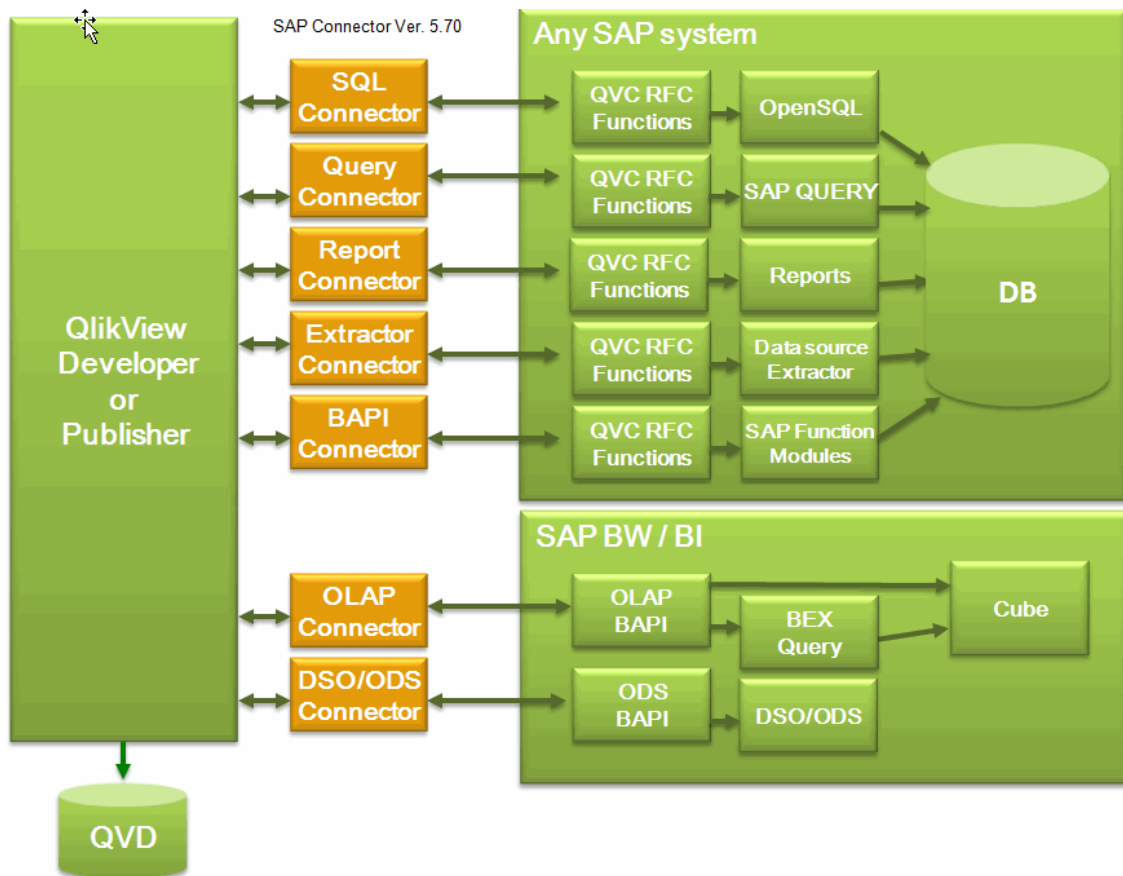 SAP Connector Ver. 5.70
QlikView
Developer
or
Publisher
QVD
SQL
Connector
Query
Connector
Report
Connector
Extractor
Connector
BAPI
Connector
OLAP
Connector
DSO/ODS
Connector
Any SAP system
QVC RFC
Functions
OpenSQL
QVC RFC
Functions
SAP QUERY
QVC RFC
Functions
Reports
QVC RFC
Functions
Data source
Extractor
QVC RFC
Functions
SAP Function
Modules
DB
SAP BW / BI
OLAP
BAPI
BEX
Query
Cube
ODS
BAPI
DSO/ODS